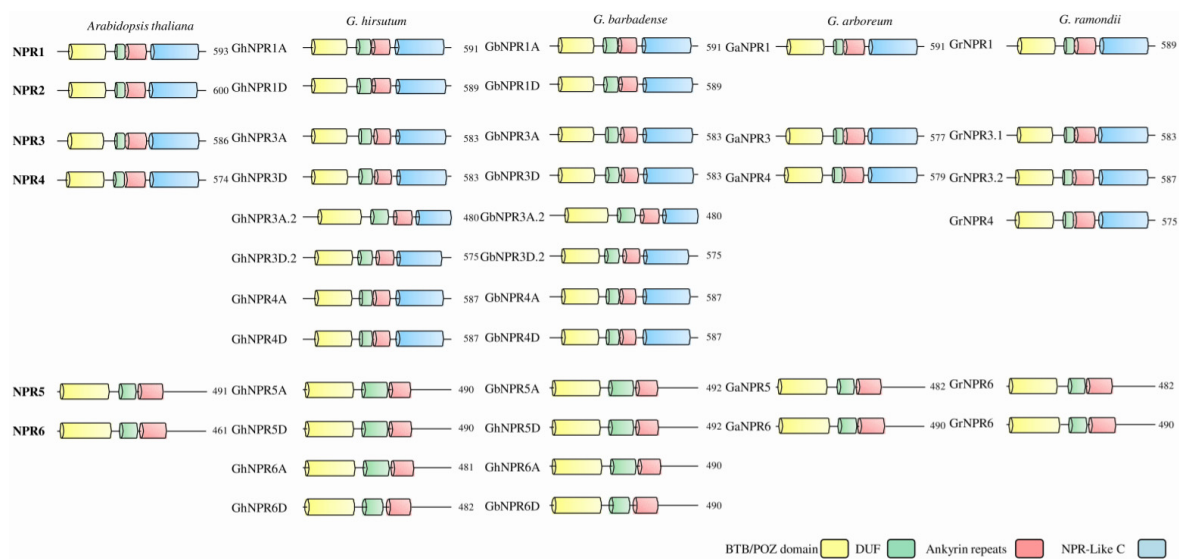 Arabidopsis thaliana G. hirsutum G. barbadense G. arboreum G. ramondii
NPR1 593 GhNPR1A 591 GbNPR1A 591 GaNPR1 591 GrNPR1 589
NPR2 600 GhNPR1D 589 GbNPR1D 589
NPR3 586 GhNPR3A 583 GbNPR3A 583 GaNPR3 577 GrNPR3.1 583
NPR4 574 GhNPR3D 583 GbNPR3D 583 GaNPR4 579 GrNPR3.2 587
GhNPR3A.2 480 GbNPR3A.2 480 GrNPR4 575
GhNPR3D.2 575 GbNPR3D.2 575
GhNPR4A 587 GbNPR4A 587
GhNPR4D 587 GbNPR4D 587
NPR5 491 GhNPR5A 490 GbNPR5A 492 GaNPR5 482 GrNPR6 482
NPR6 461 GhNPR5D 490 GhNPR5D 492 GaNPR6 490 GrNPR6 490
GhNPR6A 481 GhNPR6A 490
GhNPR6D 482 GbNPR6D 490
BTB/POZ domain DUF Ankyrin repeats NPR-Like C